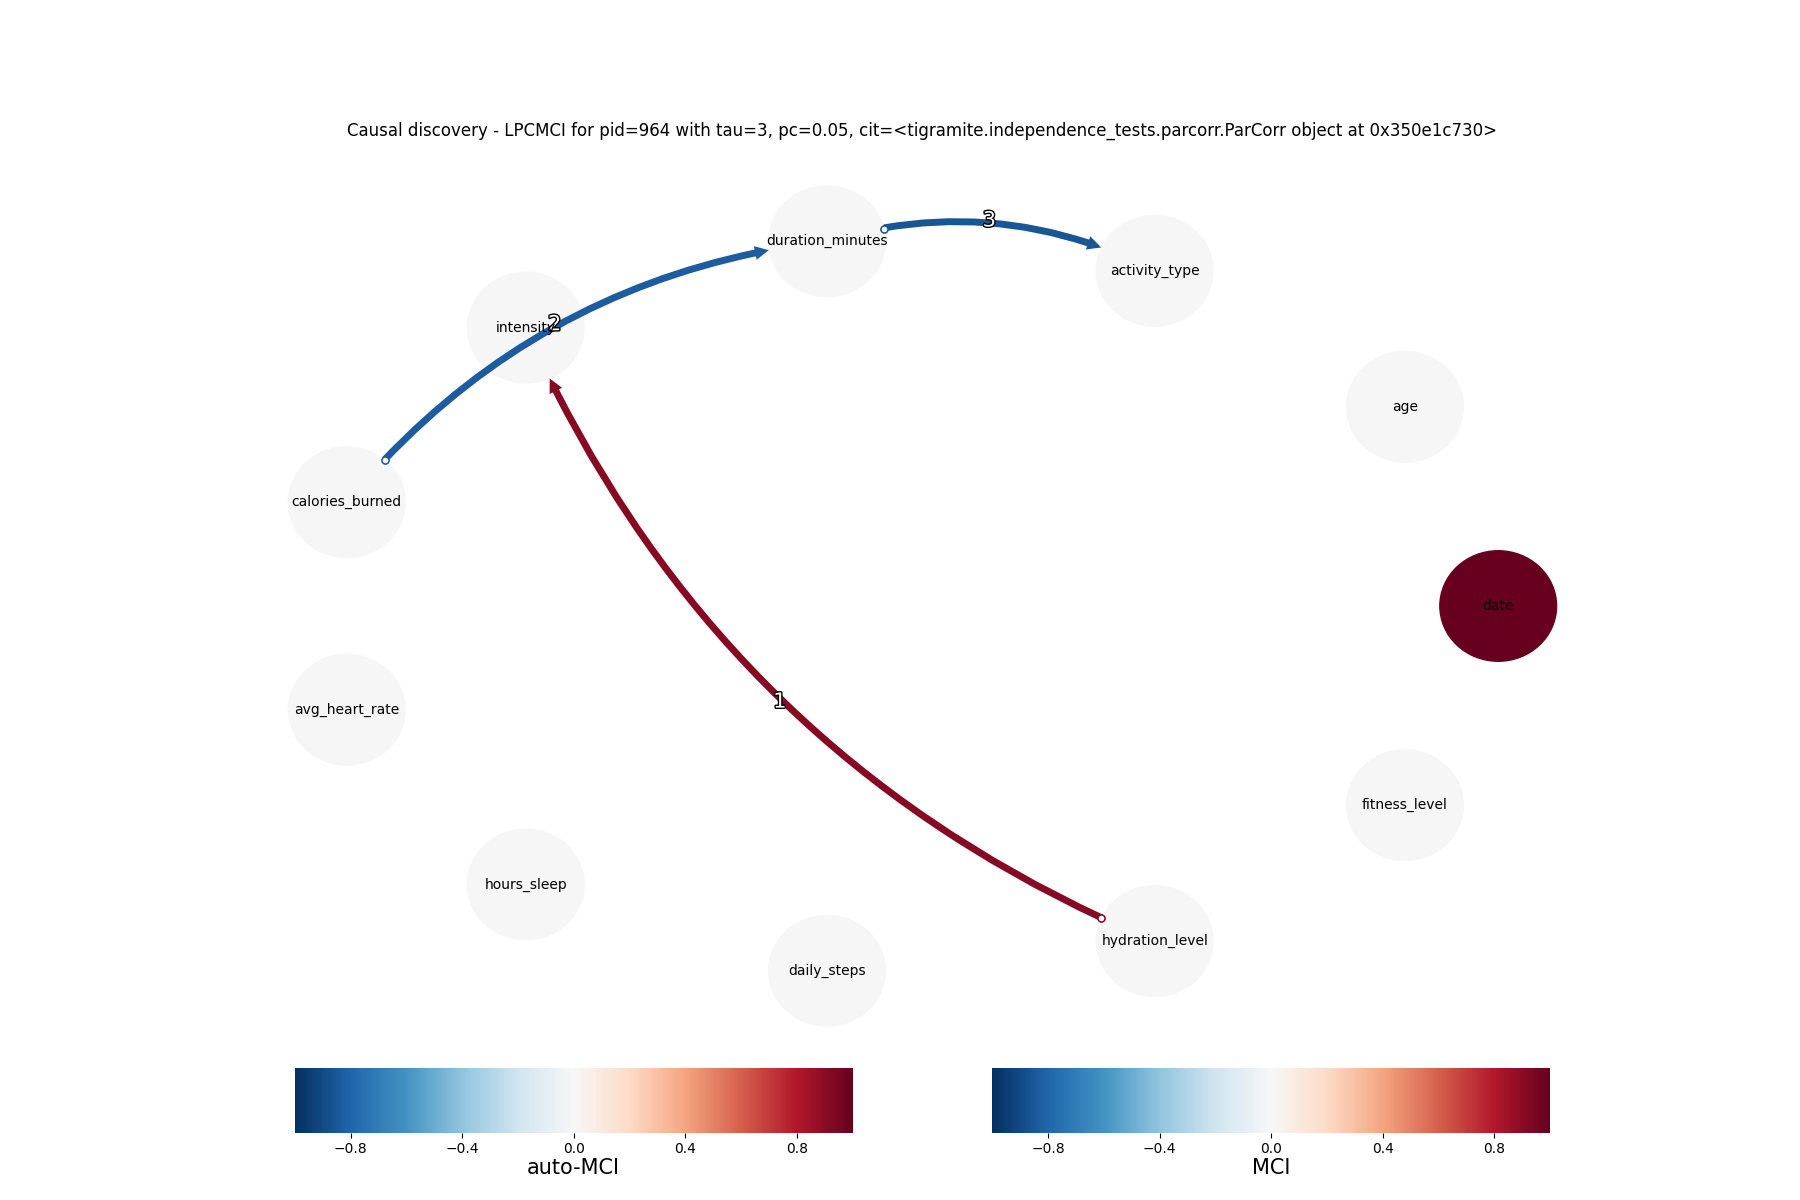 Causal discovery - LPCMCI for pid=964 with tau=3, pc=0.05, cit=<tigramite.independence_tests.parcorr.ParCorr object at 0x350e1c730>
3
duration_minutes
activity_type
2
intensity
age
calories_burned
date
1
avg_heart_rate
fitness_level
hours_sleep
hydration_level
daily_steps
−0.8 −0.4 0.0 0.4 0.8
auto-MCI
−0.8 −0.4 0.0 0.4 0.8
MCI